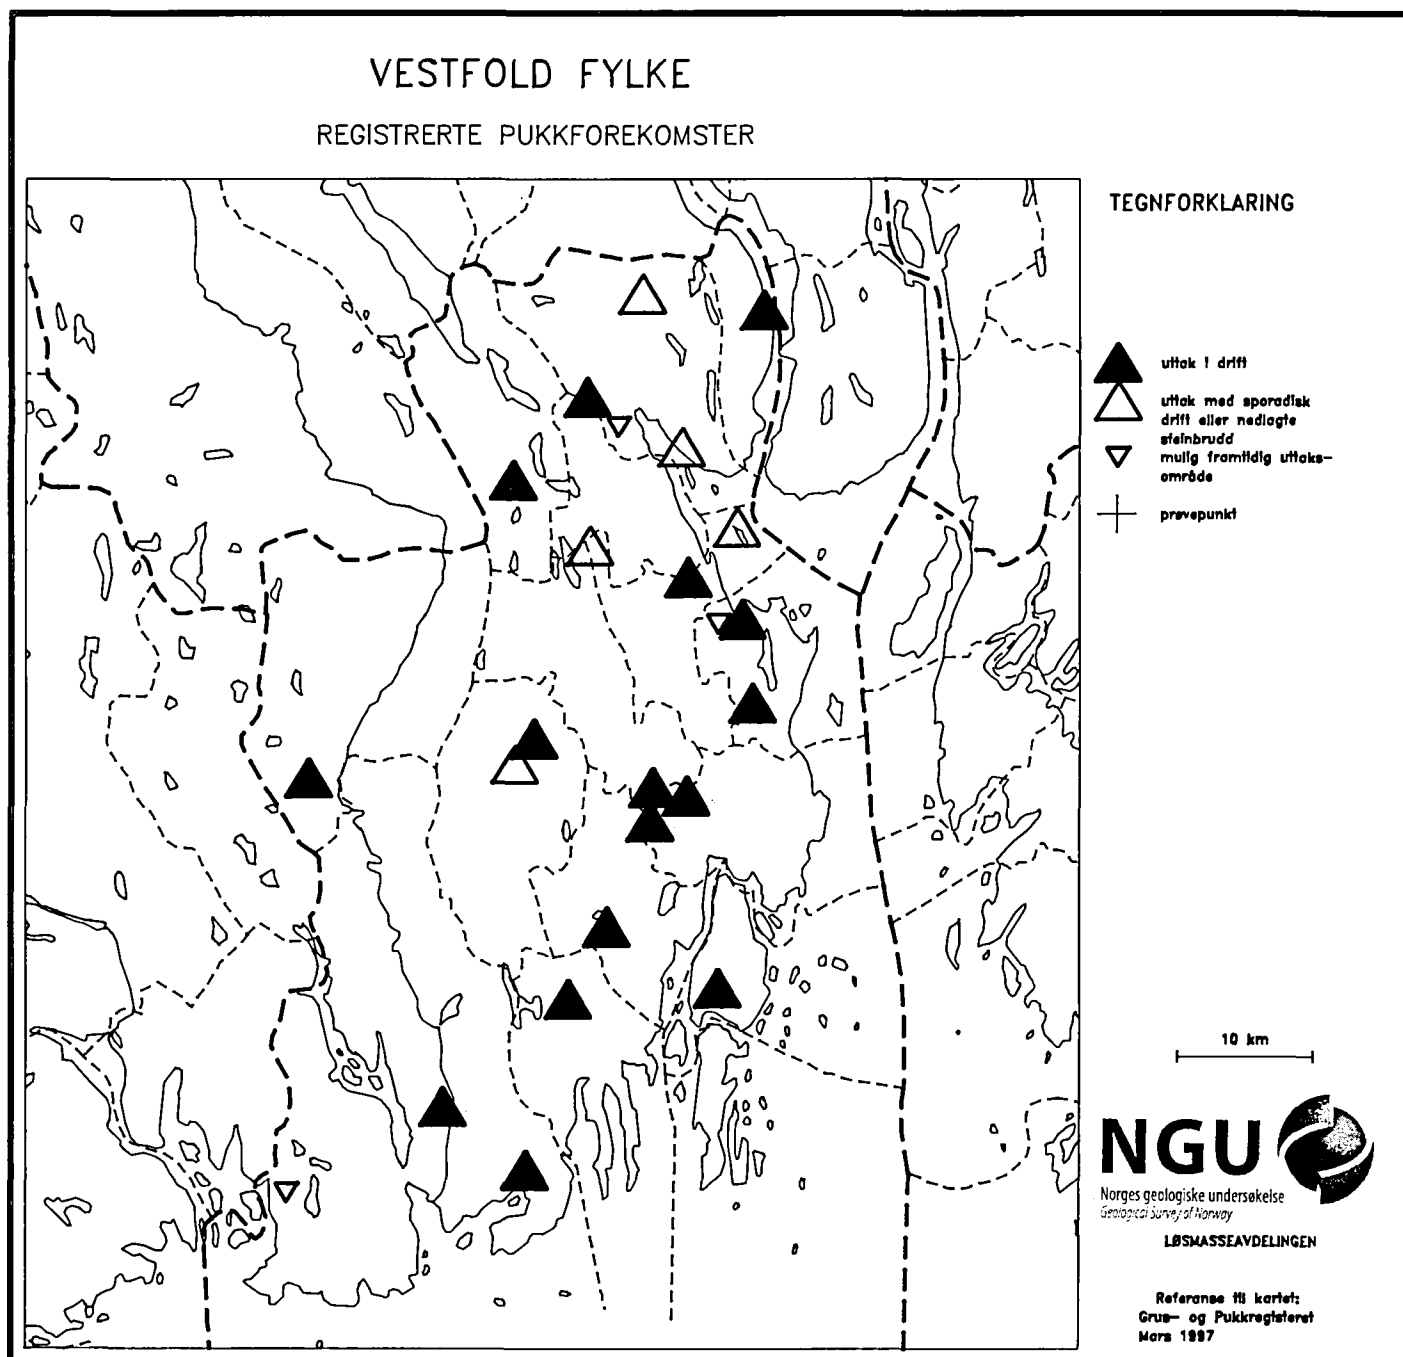 VESTFOLD FYLKE
REGISTRERTE PUKKFOREKOMSTER
TEGNFORKLARING
uttak i drift
uttak med sporadisk
drift eller nedlagte
steinbrudd
mulig framtidig uttaks-
område
prøvepunkt
10 km
NGU
Norges geologiske undersøkelse
Geological Survey of Norway
LØSMASSEAVDELINGEN
Referanse til kartet:
Grus- og Pukkregisteret
Mars 1997